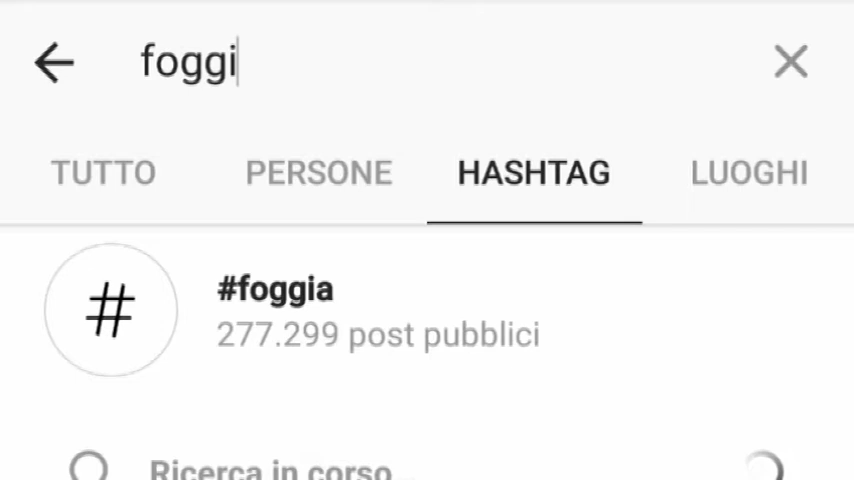 foggi
TUTTO PERSONE HASHTAG LUOGHI
#
#foggia
277.299 post pubblici
Ricerca in corso...